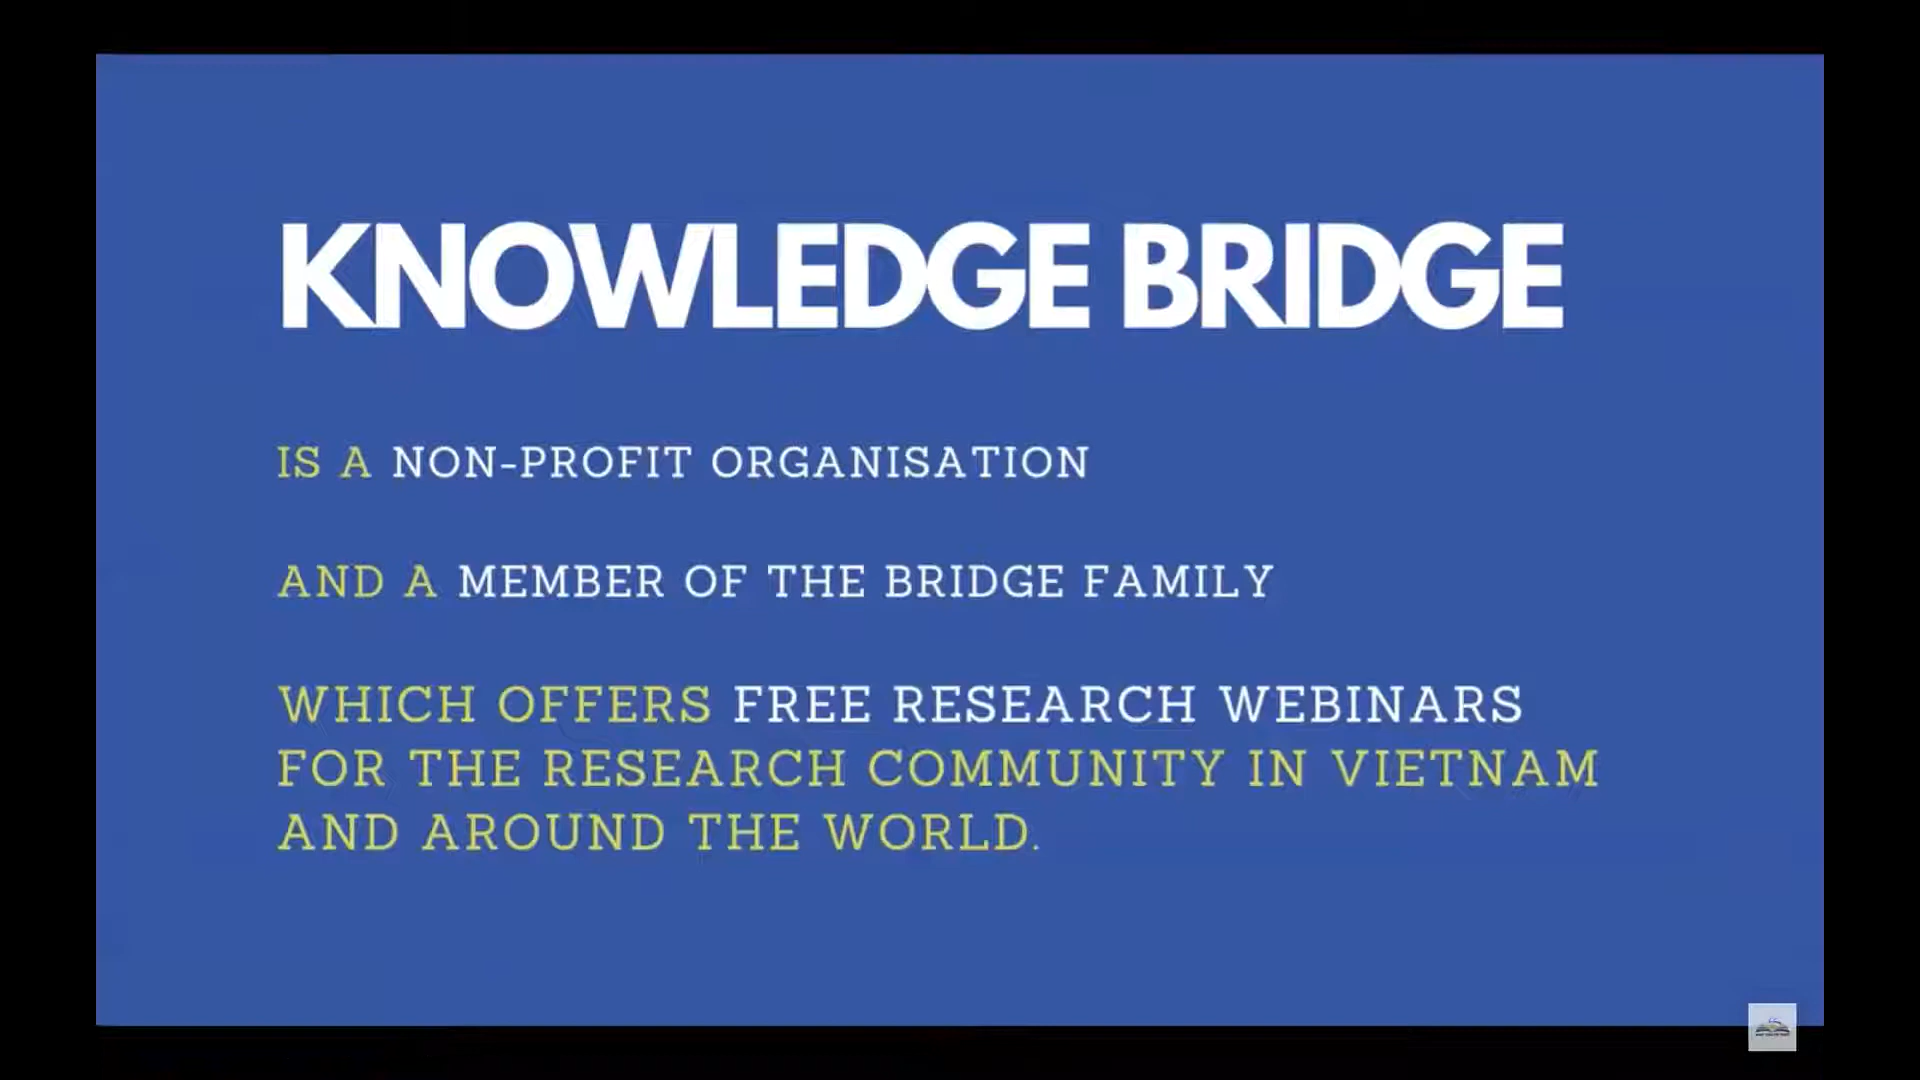 KNOWLEDGE BRIDGE
IS A NON-PROFIT ORGANISATION
AND A MEMBER OF THE BRIDGE FAMILY
WHICH OFFERS FREE RESEARCH WEBINARS
FOR THE RESEARCH COMMUNITY IN VIETNAM
AND AROUND THE WORLD.